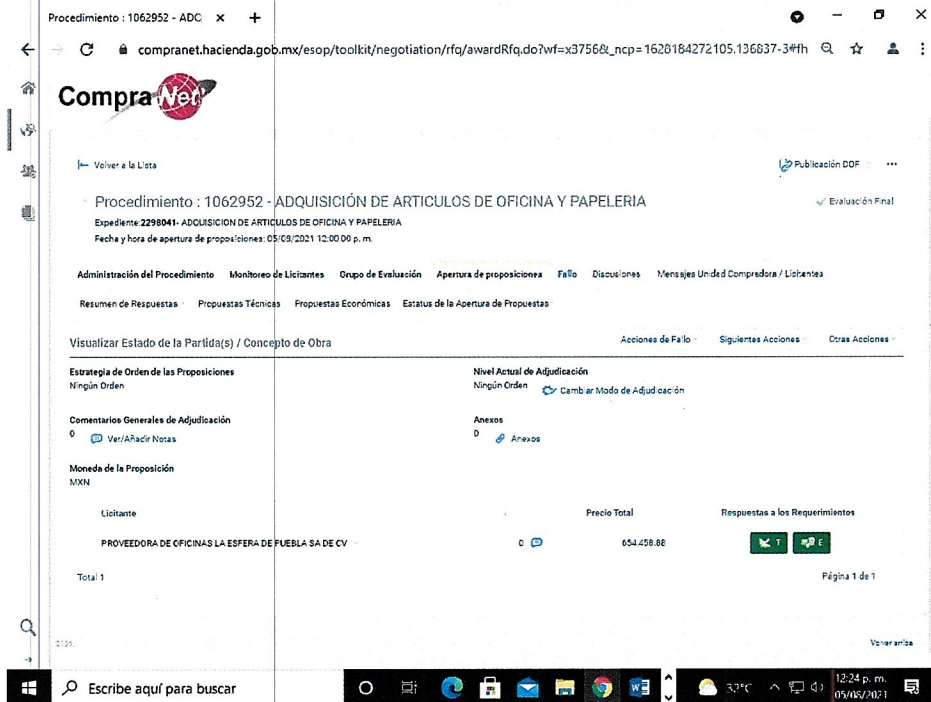 Procedimiento : 1062952 - ADQ
compranet.hacienda.gob.mx/esop/toolkit/negotiation/rfq/awardRfq.do?wf=x3756&_ncp=1628184272105.136837-3#fh
CompraNet
Volver a la Lista
Publicación DOF
Procedimiento : 1062952 - ADQUISICIÓN DE ARTICULOS DE OFICINA Y PAPELERIA
Evaluación Final
Expediente:2298041- ADQUISICION DE ARTICULOS DE OFICINA Y PAPELERIA
Fecha y hora de apertura de proposiciones: 05/08/2021 12:00:00 p. m.
Administración del Procedimiento Monitoreo de Licitantes Grupo de Evaluación Apertura de proposiciones Fallo Discusiones Mensajes Unidad Compradora / Licitantes
Resumen de Respuestas Propuestas Técnicas Propuestas Económicas Estatus de la Apertura de Propuestas
Visualizar Estado de la Partida(s) / Concepto de Obra
Acciones de Fallo Siguientes Acciones Otras Acciones
Estrategia de Orden de las Proposiciones
Ningún Orden
Nivel Actual de Adjudicación
Ningún Orden Cambiar Modo de Adjudicación
Comentarios Generales de Adjudicación
0 Ver/Añadir Notas
Anexos
0 Anexos
Moneda de la Proposición
MXN
Licitante Precio Total Respuestas a los Requerimientos
PROVEEDORA DE OFICINAS LA ESFERA DE PUEBLA SA DE CV 0 654.458.88 T E
Total 1 Página 1 de 1
2021. Volver arriba
Escribe aquí para buscar
33°C
12:24 p. m.
05/08/2021